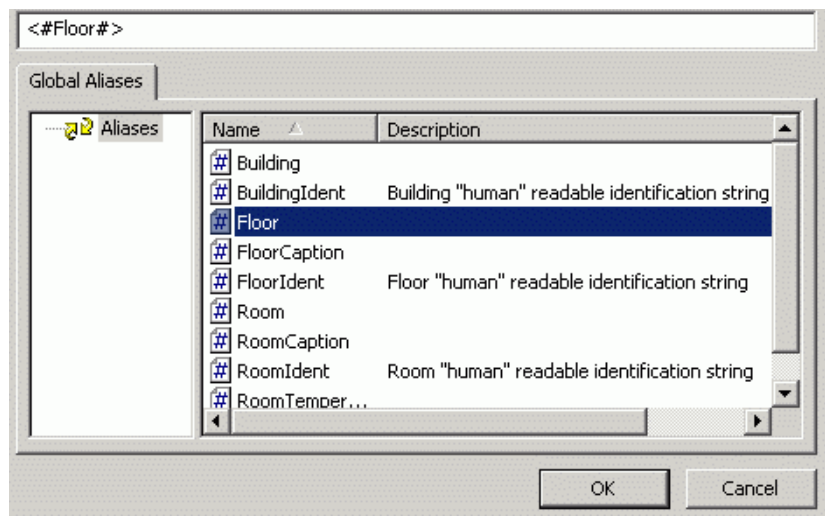 <#Floor#>
Global Aliases
Aliases
Name Description
Building
BuildingIdent Building "human" readable identification string
Floor
FloorCaption
FloorIdent Floor "human" readable identification string
Room
RoomCaption
RoomIdent Room "human" readable identification string
RoomTemper...
OK Cancel